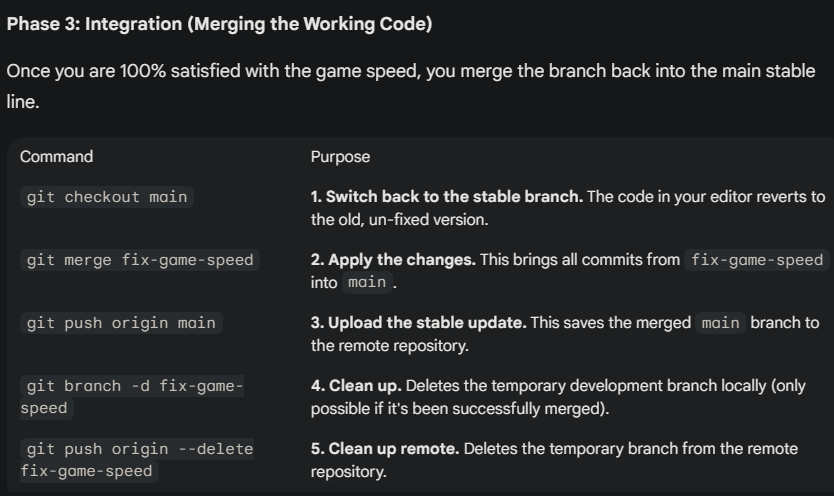 Phase 3: Integration (Merging the Working Code)
Once you are 100% satisfied with the game speed, you merge the branch back into the main stable
line.
Command Purpose
git checkout main 1. Switch back to the stable branch. The code in your editor reverts to
the old, un-fixed version.
git merge fix-game-speed 2. Apply the changes. This brings all commits from fix-game-speed
into main .
git push origin main 3. Upload the stable update. This saves the merged main branch to
the remote repository.
git branch -d fix-game- 4. Clean up. Deletes the temporary development branch locally (only
speed possible if it's been successfully merged).
git push origin --delete 5. Clean up remote. Deletes the temporary branch from the remote
fix-game-speed repository.